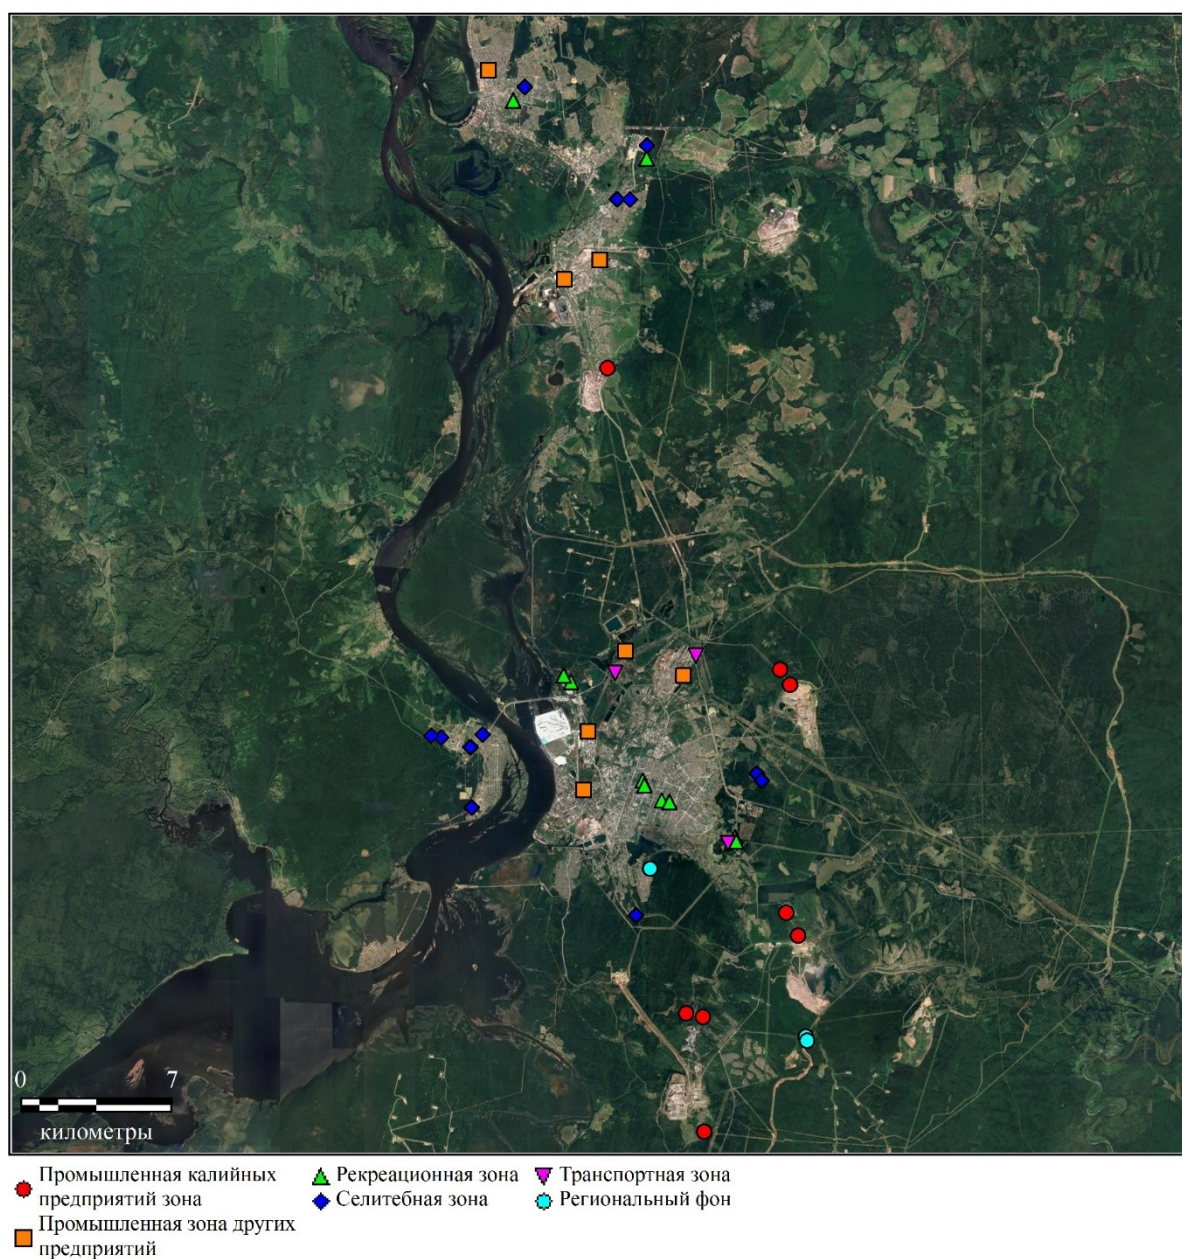 0 7
километры
Промышленная калийных
предприятий зона
Промышленная зона других
предприятий
Рекреационная зона
Селитебная зона
Транспортная зона
Региональный фон